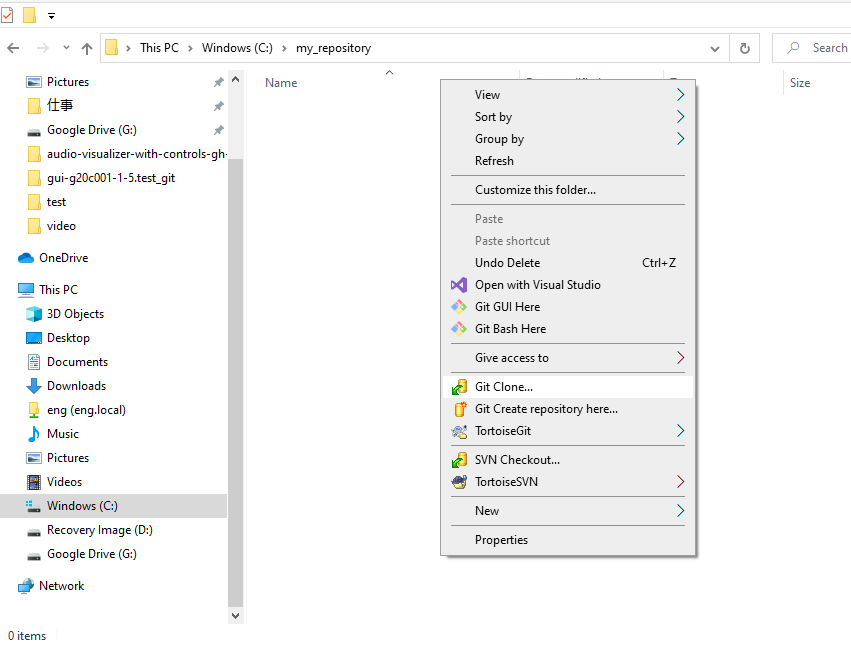 This PC > Windows (C:) > my_repository
Search
Name
Size
Pictures
仕事
Google Drive (G:)
audio-visualizer-with-controls-gh-
gui-g20c001-1-5.test_git
test
video
OneDrive
This PC
3D Objects
Desktop
Documents
Downloads
eng (eng.local)
Music
Pictures
Videos
Windows (C:)
Recovery Image (D:)
Google Drive (G:)
Network
View
Sort by
Group by
Refresh
Customize this folder...
Paste
Paste shortcut
Undo Delete Ctrl+Z
Open with Visual Studio
Git GUI Here
Git Bash Here
Give access to
Git Clone...
Git Create repository here...
TortoiseGit
SVN Checkout...
TortoiseSVN
New
Properties
0 items